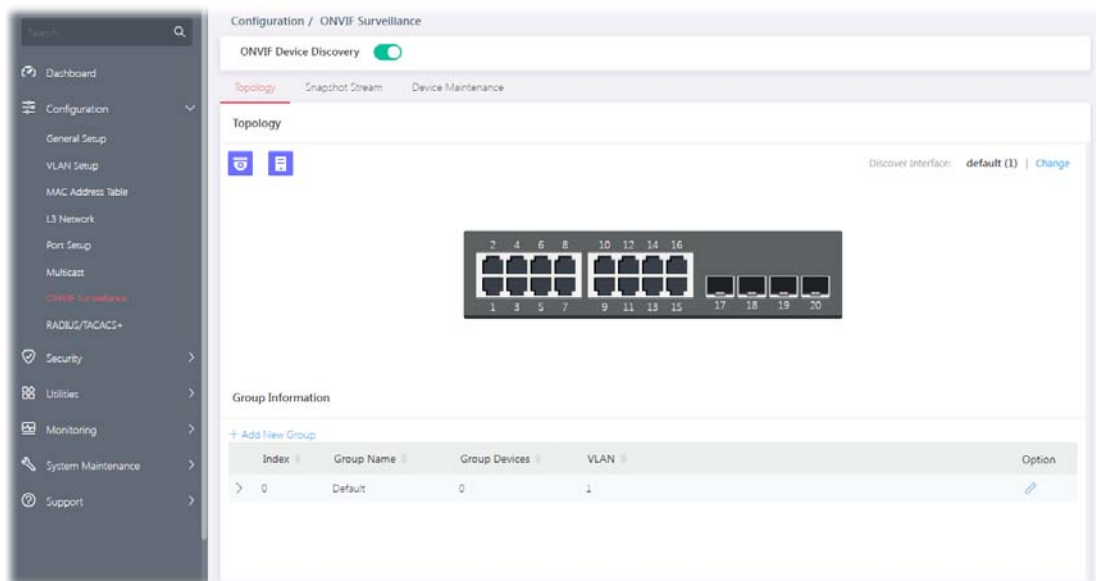 Search
Dashboard
Configuration
General Setup
VLAN Setup
MAC Address Table
L3 Network
Port Setup
Multicast
ONVIF Surveillance
RADIUS/TACACS+
Security
Utilities
Monitoring
System Maintenance
Support
Configuration / ONVIF Surveillance
ONVIF Device Discovery
Topology Snapshot Stream Device Maintenance
Topology
Discover Interface: default (1) | Change
2 4 6 8 10 12 14 16
1 3 5 7 9 11 13 15 17 18 19 20
Group Information
+ Add New Group
Index Group Name Group Devices VLAN Option
0 Default 0 1